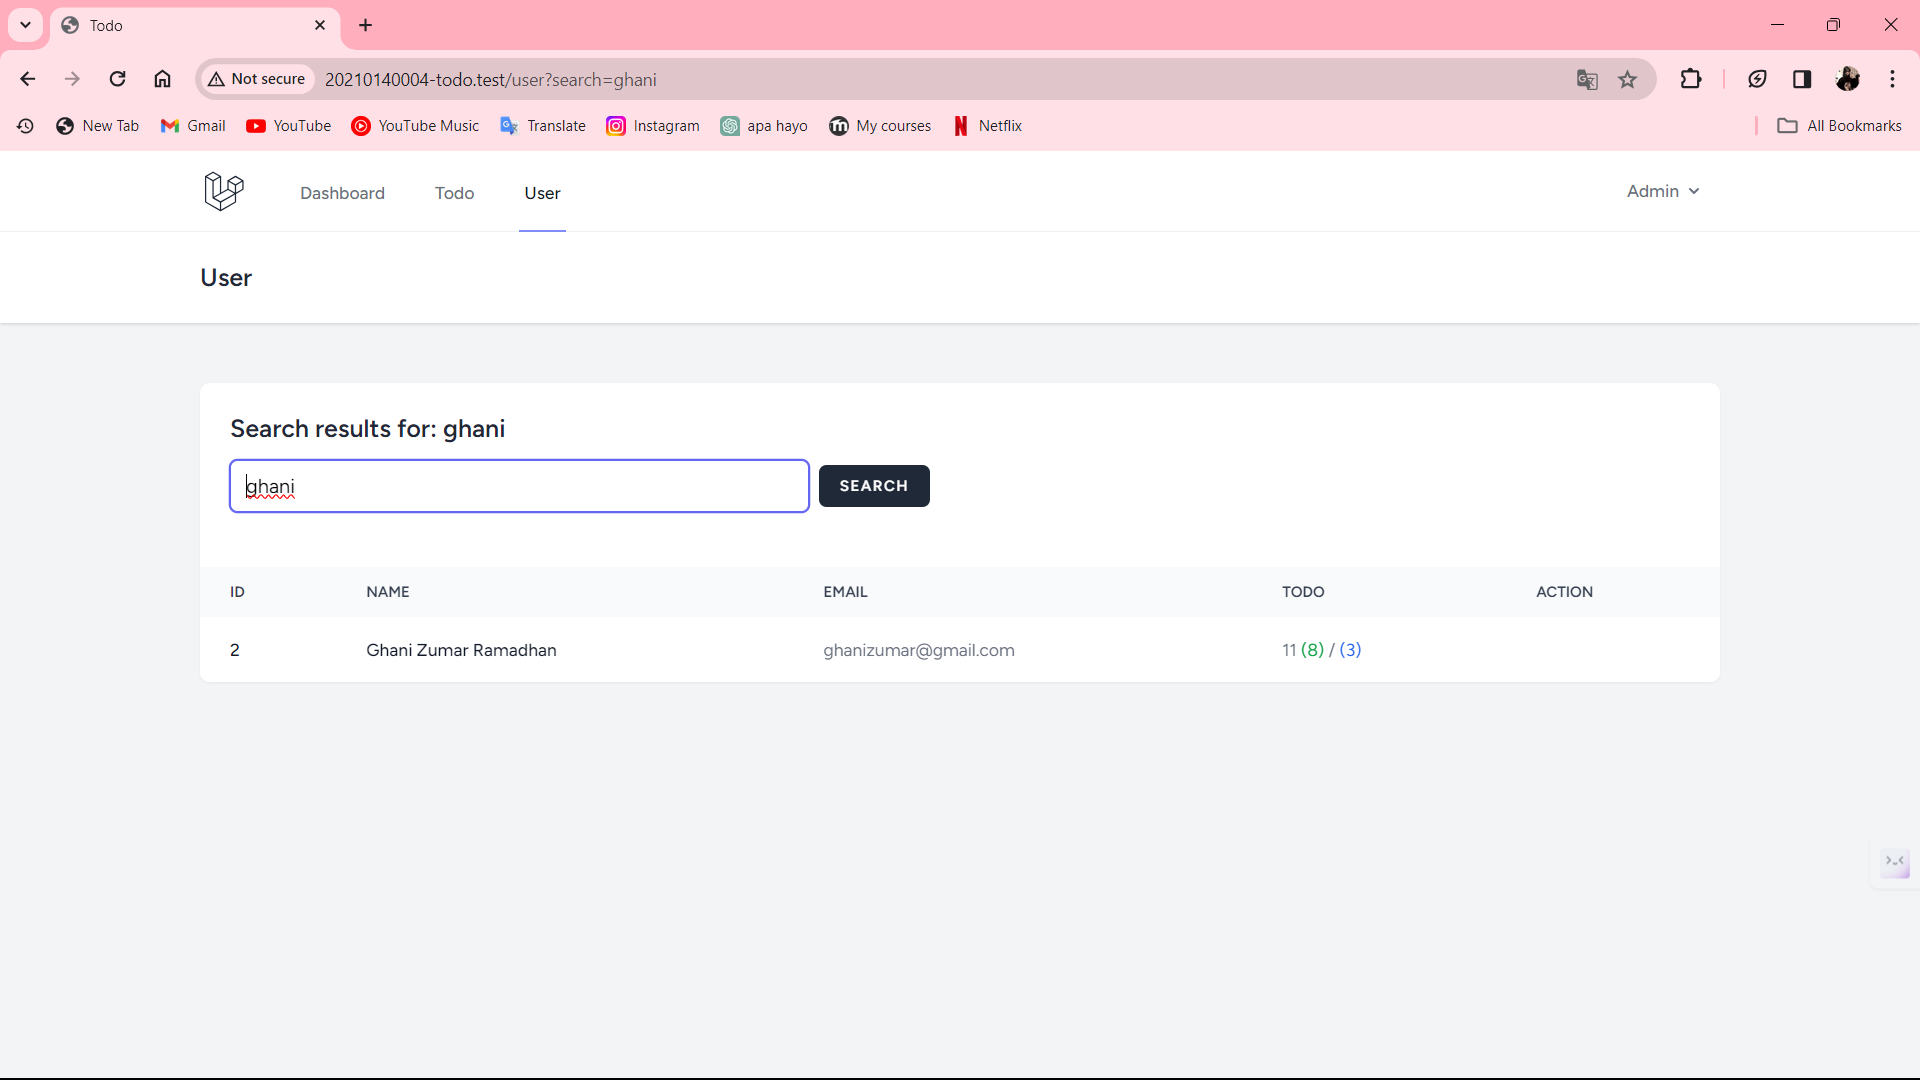 Todo
Not secure 20210140004-todo.test/user?search=ghani
New Tab Gmail YouTube YouTube Music Translate Instagram apa hayo My courses Netflix All Bookmarks
Dashboard Todo User Admin
User
Search results for: ghani
ghani SEARCH
ID NAME EMAIL TODO ACTION
2 Ghani Zumar Ramadhan ghanizumar@gmail.com 11 (8) / (3)